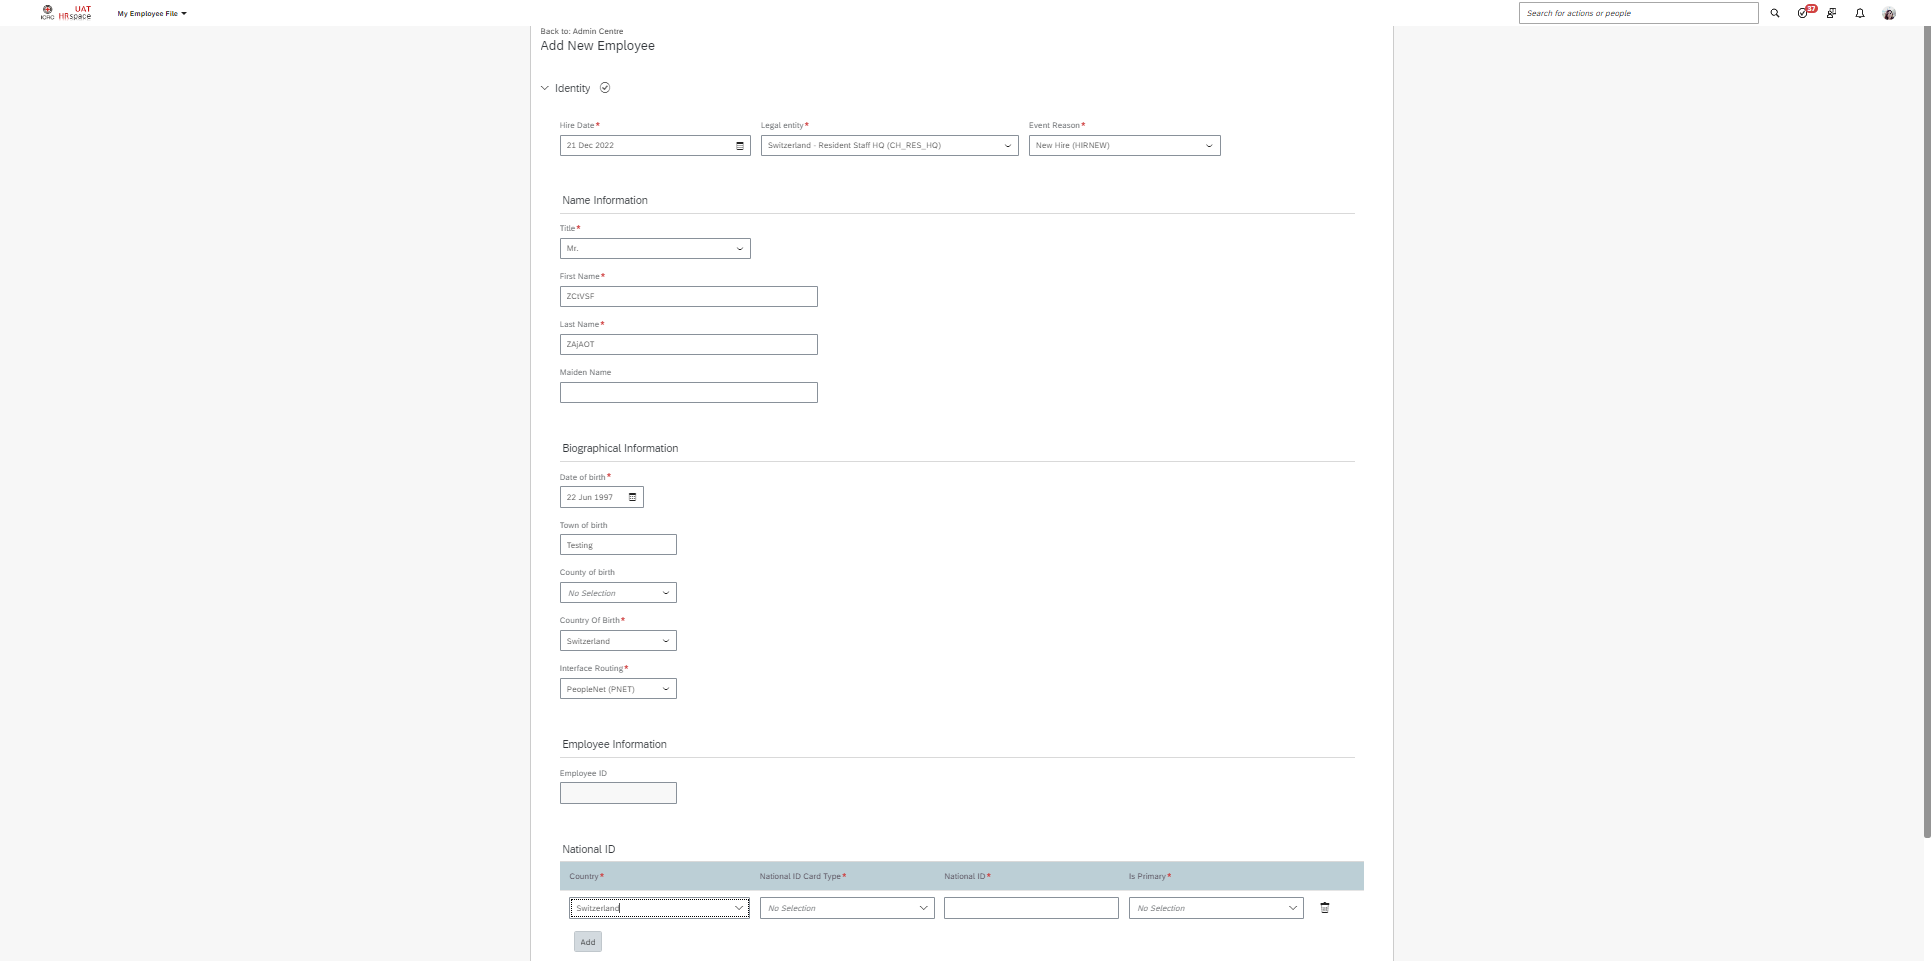 ICRC UAT HRspace My Employee File Search for actions or people 37
Back to: Admin Centre
Add New Employee
Identity
Hire Date* Legal entity* Event Reason*
21 Dec 2022 Switzerland - Resident Staff HQ (CH_RES_HQ) New Hire (HIRNEW)
Name Information
Title*
Mr.
First Name*
ZCtVSF
Last Name*
ZAjAOT
Maiden Name
Biographical Information
Date of birth*
22 Jun 1997
Town of birth
Testing
County of birth
No Selection
Country Of Birth*
Switzerland
Interface Routing*
PeopleNet (PNET)
Employee Information
Employee ID
National ID
Country* National ID Card Type* National ID* Is Primary*
Switzerland No Selection No Selection
Add